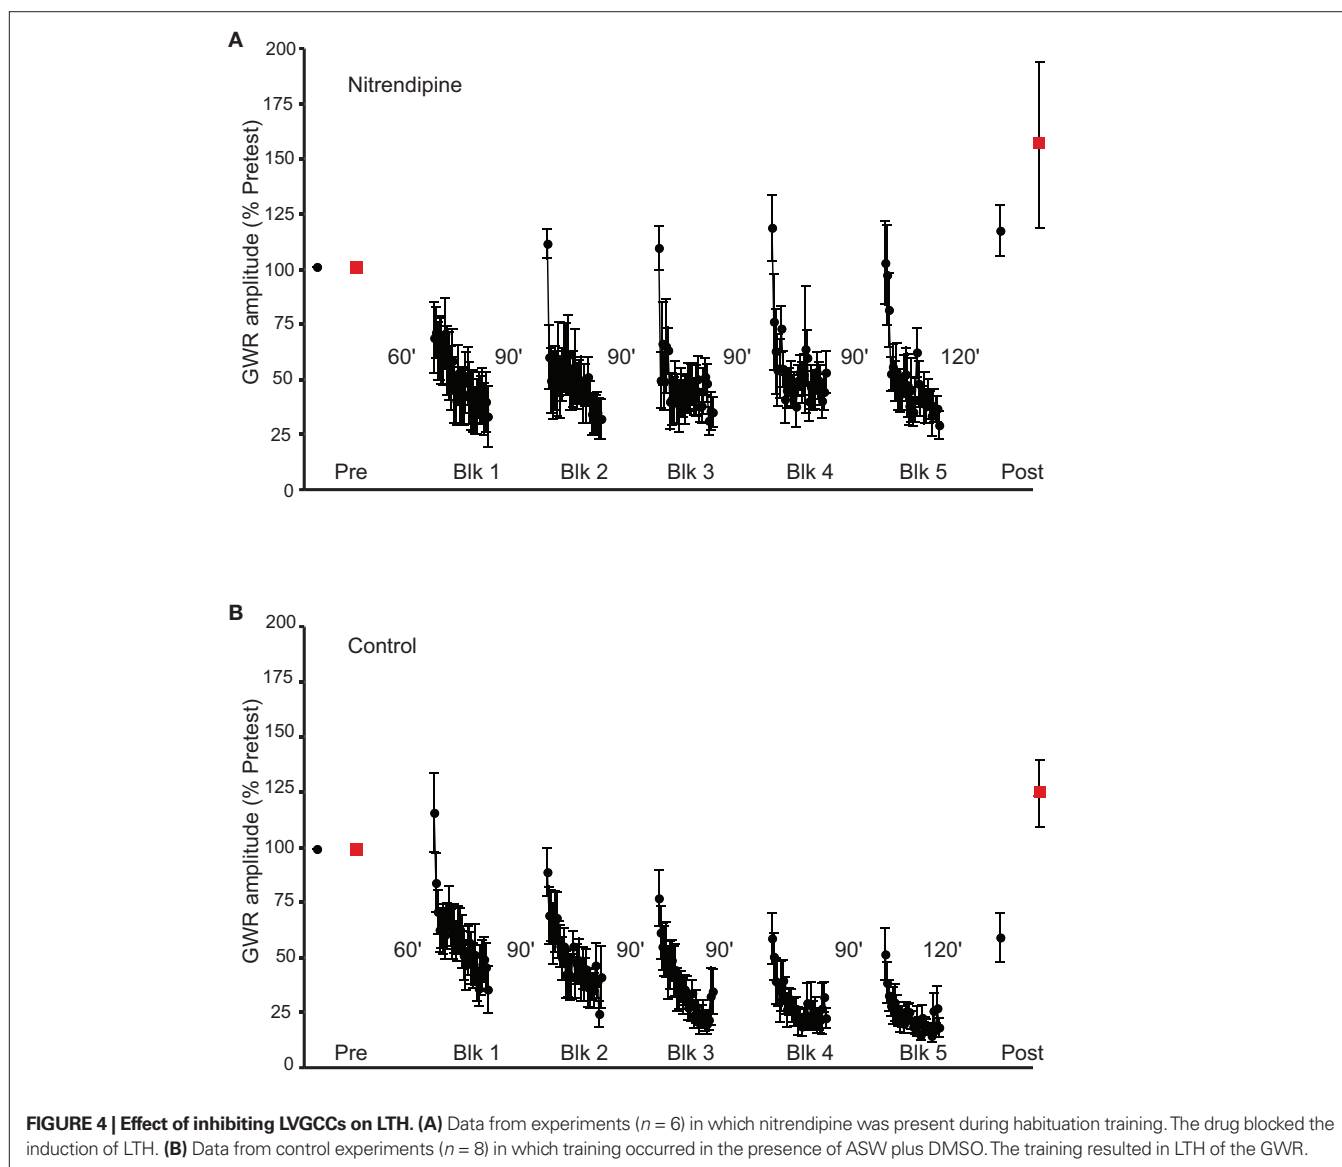 A
200
Nitrendipine
175
150
125
100
75
50
25
0
GWR amplitude (% Pretest)
60' 90' 90' 90' 90' 120'
Pre Blk 1 Blk 2 Blk 3 Blk 4 Blk 5 Post
B
200
Control
175
150
125
100
75
50
25
0
GWR amplitude (% Pretest)
60' 90' 90' 90' 90' 120'
Pre Blk 1 Blk 2 Blk 3 Blk 4 Blk 5 Post
FIGURE 4 | Effect of inhibiting LVGCCs on LTH. (A) Data from experiments (n = 6) in which nitrendipine was present during habituation training. The drug blocked the
induction of LTH. (B) Data from control experiments (n = 8) in which training occurred in the presence of ASW plus DMSO. The training resulted in LTH of the GWR.